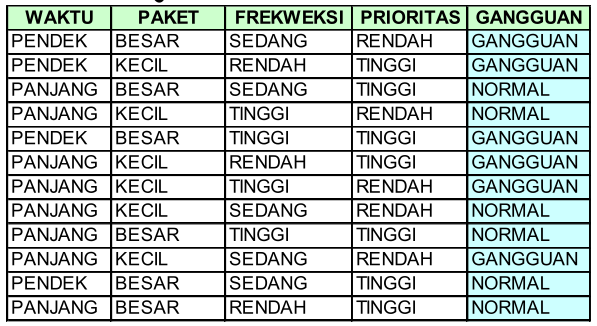 WAKTU PAKET FREKWEKSI PRIORITAS GANGGUAN
PENDEK BESAR SEDANG RENDAH GANGGUAN
PENDEK KECIL RENDAH TINGGI GANGGUAN
PANJANG BESAR SEDANG TINGGI NORMAL
PANJANG KECIL TINGGI RENDAH NORMAL
PENDEK BESAR TINGGI TINGGI GANGGUAN
PANJANG KECIL RENDAH TINGGI GANGGUAN
PANJANG KECIL TINGGI RENDAH GANGGUAN
PANJANG KECIL SEDANG RENDAH NORMAL
PANJANG BESAR TINGGI TINGGI NORMAL
PANJANG KECIL SEDANG RENDAH GANGGUAN
PENDEK BESAR SEDANG TINGGI NORMAL
PANJANG BESAR RENDAH TINGGI NORMAL